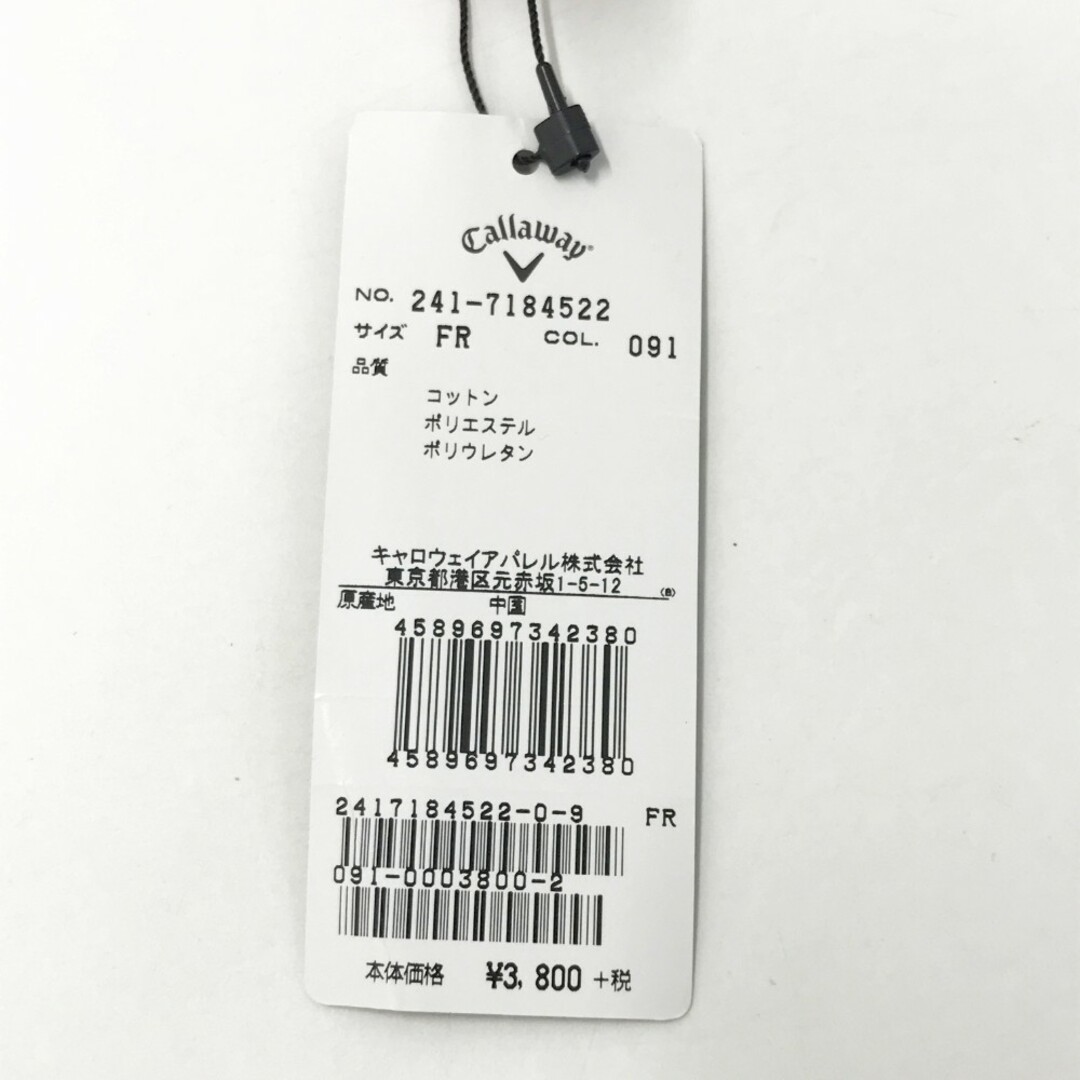 Callaway
NO. 241-7184522
サイズ FR COL. 091
品質
コットン
ポリエステル
ポリウレタン
キャロウェイアパレル株式会社
東京都港区元赤坂1-5-12
原産地 中国
4589697342380
4589697342380
2417184522-0-9 FR
091-0003800-2
本体価格 ¥3,800 +税